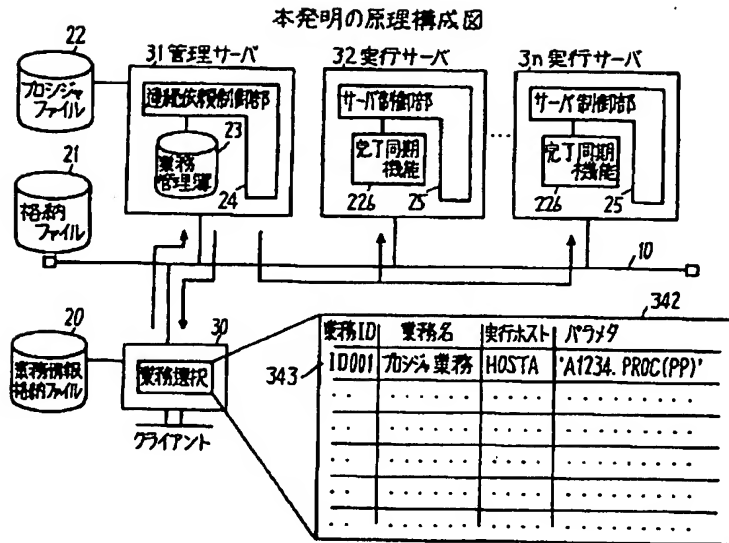 本発明の原理構成図
22
プロシジャ
ファイル
31 管理サーバ
連続依頼制御部
23
業務
管理簿
24
32 実行サーバ
サーバ制御部
完了同期
機能
226
25
......
3n 実行サーバ
サーバ制御部
完了同期
機能
226
25
21
格納
ファイル
10
20
業務情報
格納ファイル
30
業務選択
クライアント
342
業務ID 業務名 実行ホスト パラメタ
343
ID001 プロシジャ業務 HOSTA 'A1234.PROC(PP)'